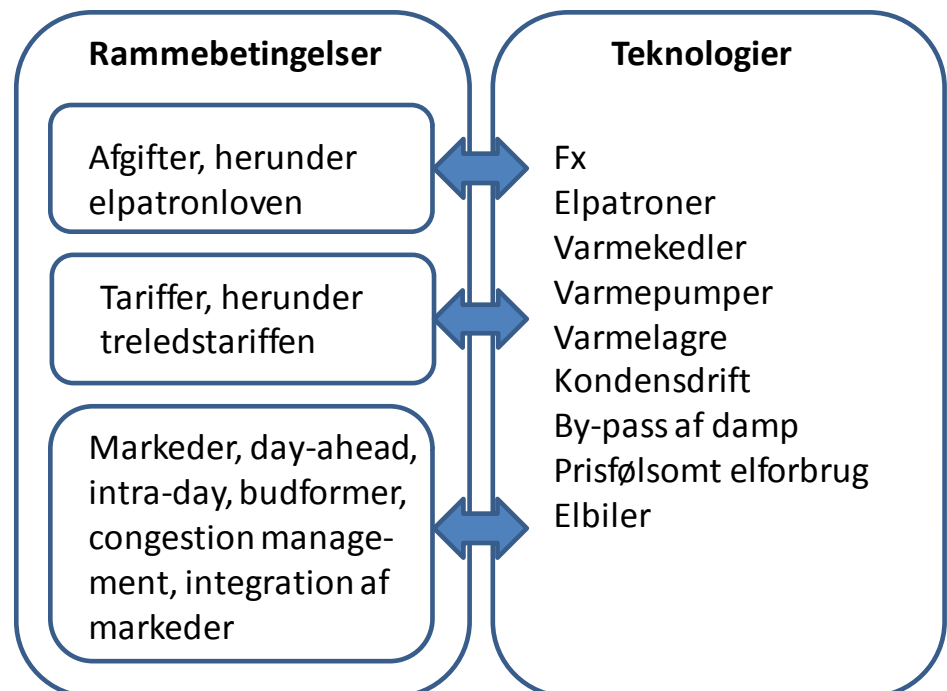 Rammebetingelser
Afgifter, herunder
elpatronloven
Tariffer, herunder
treledstariffen
Markeder, day-ahead,
intra-day, budformer,
congestion manage-
ment, integration af
markeder
Teknologier
Fx
Elpatroner
Varmekedler
Varmepumper
Varmelagre
Kondensdrift
By-pass af damp
Prisfølsomt elforbrug
Elbiler